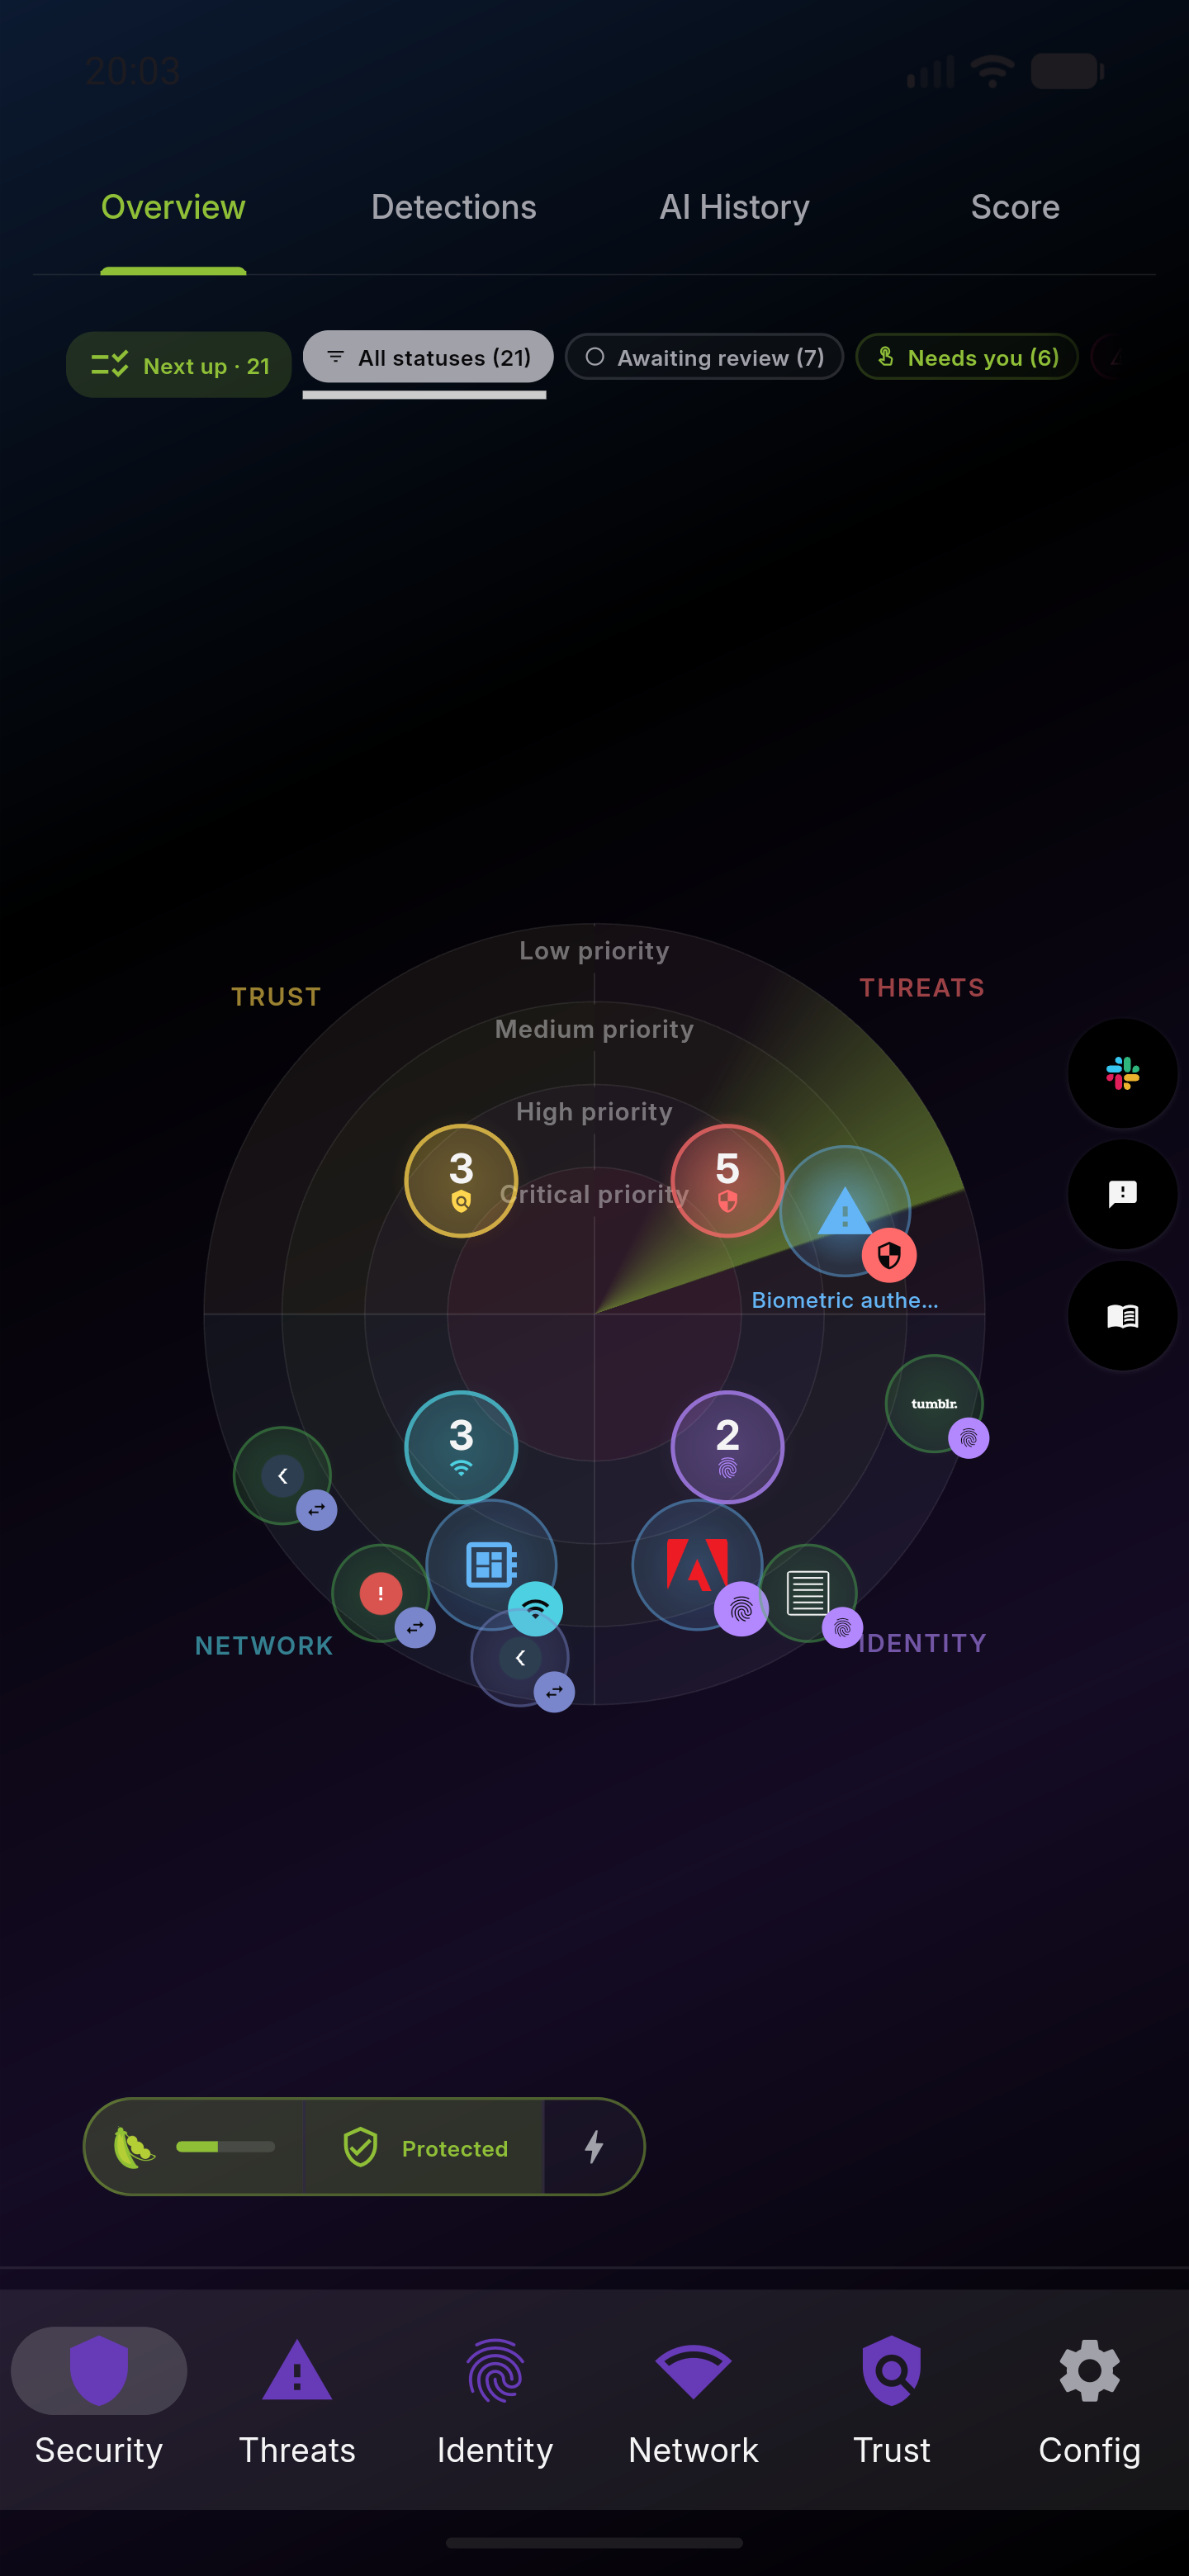 20:03
Overview
Detections
AI History
Score
Next up · 21
All statuses (21)
Awaiting review (7)
Needs you (6)
Low priority
TRUST
THREATS
Medium priority
High priority
3
5
Critical priority
Biometric authe...
tumblr.
3
2
NETWORK
IDENTITY
Protected
Security
Threats
Identity
Network
Trust
Config